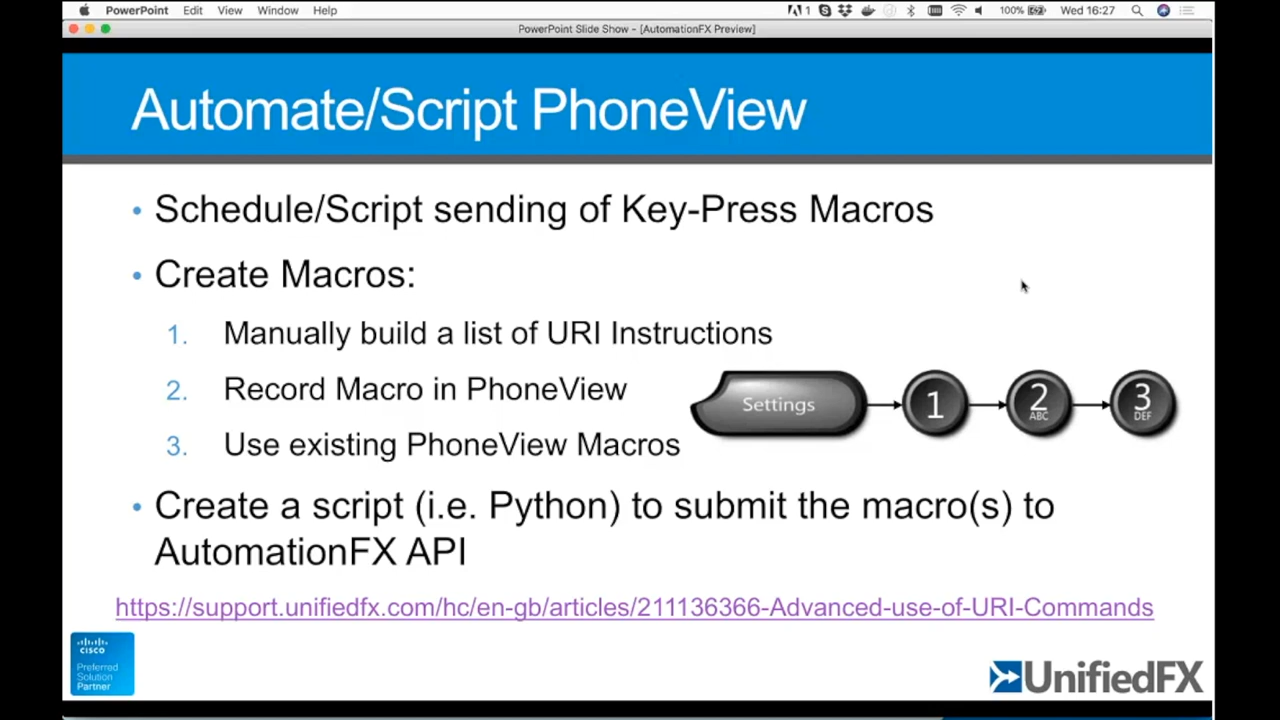 PowerPoint Edit View Window Help 1 100% Wed 16:27
PowerPoint Slide Show - [AutomationFX Preview]
Automate/Script PhoneView
• Schedule/Script sending of Key-Press Macros
• Create Macros:
1. Manually build a list of URI Instructions
2. Record Macro in PhoneView
3. Use existing PhoneView Macros
Settings 1 2 ABC 3 DEF
• Create a script (i.e. Python) to submit the macro(s) to
AutomationFX API
https://support.unifiedfx.com/hc/en-gb/articles/211136366-Advanced-use-of-URI-Commands
CISCO
Preferred
Solution
Partner
UnifiedFX